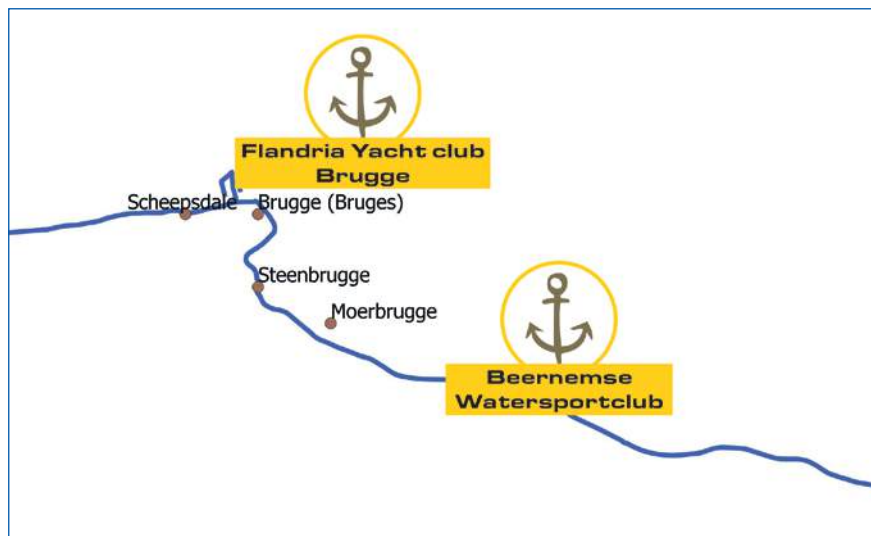 Flandria Yacht club
Brugge
Scheepsdale
Brugge (Bruges)
Steenbrugge
Moerbrugge
Beernemse
Watersportclub